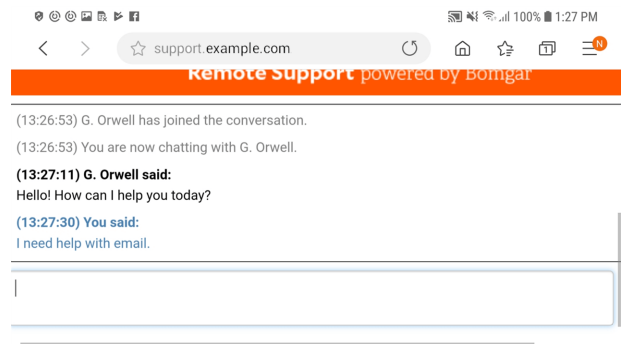 100% 1:27 PM
support.example.com
1
N
Remote Support powered by Bomgar
(13:26:53) G. Orwell has joined the conversation.
(13:26:53) You are now chatting with G. Orwell.
(13:27:11) G. Orwell said:
Hello! How can I help you today?
(13:27:30) You said:
I need help with email.